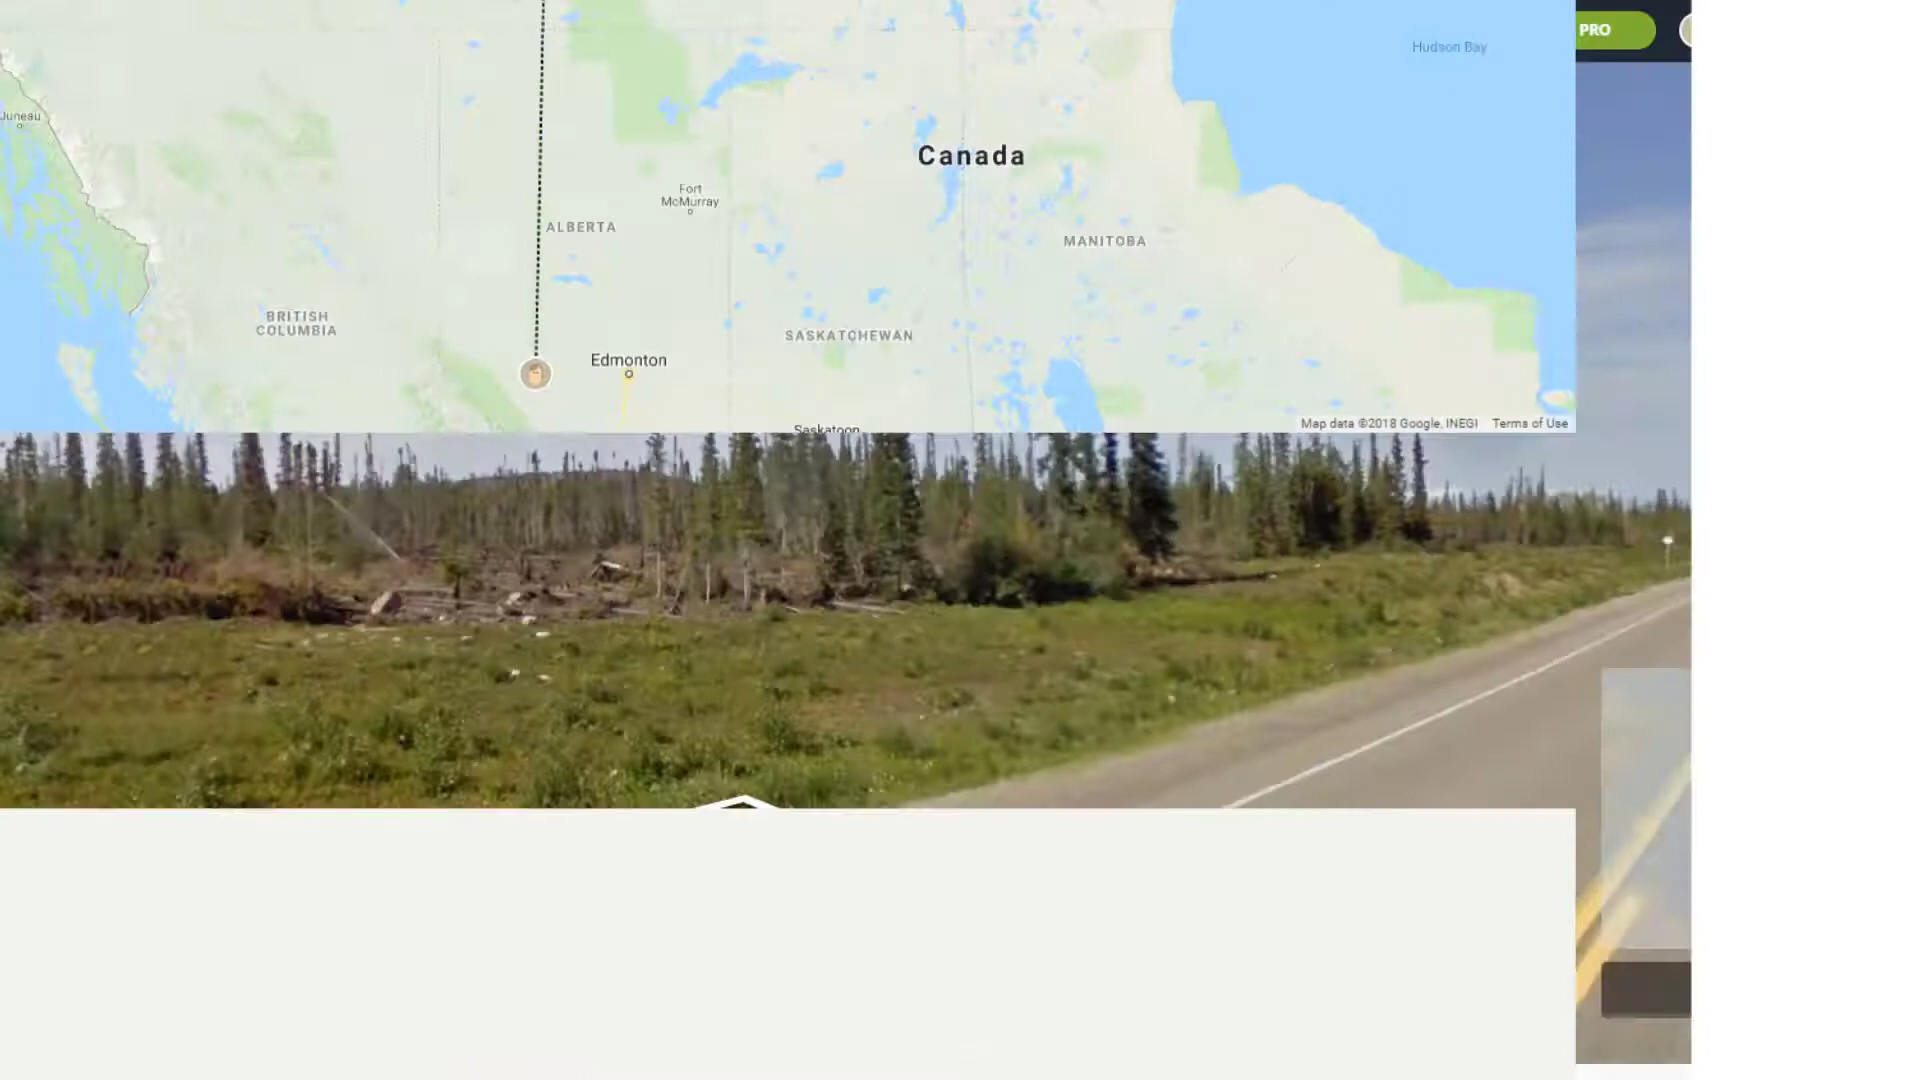 PRO
Hudson Bay
Juneau
Canada
Fort
McMurray
ALBERTA
MANITOBA
BRITISH
COLUMBIA
SASKATCHEWAN
Edmonton
Saskatoon
Map data ©2018 Google, INEGI Terms of Use